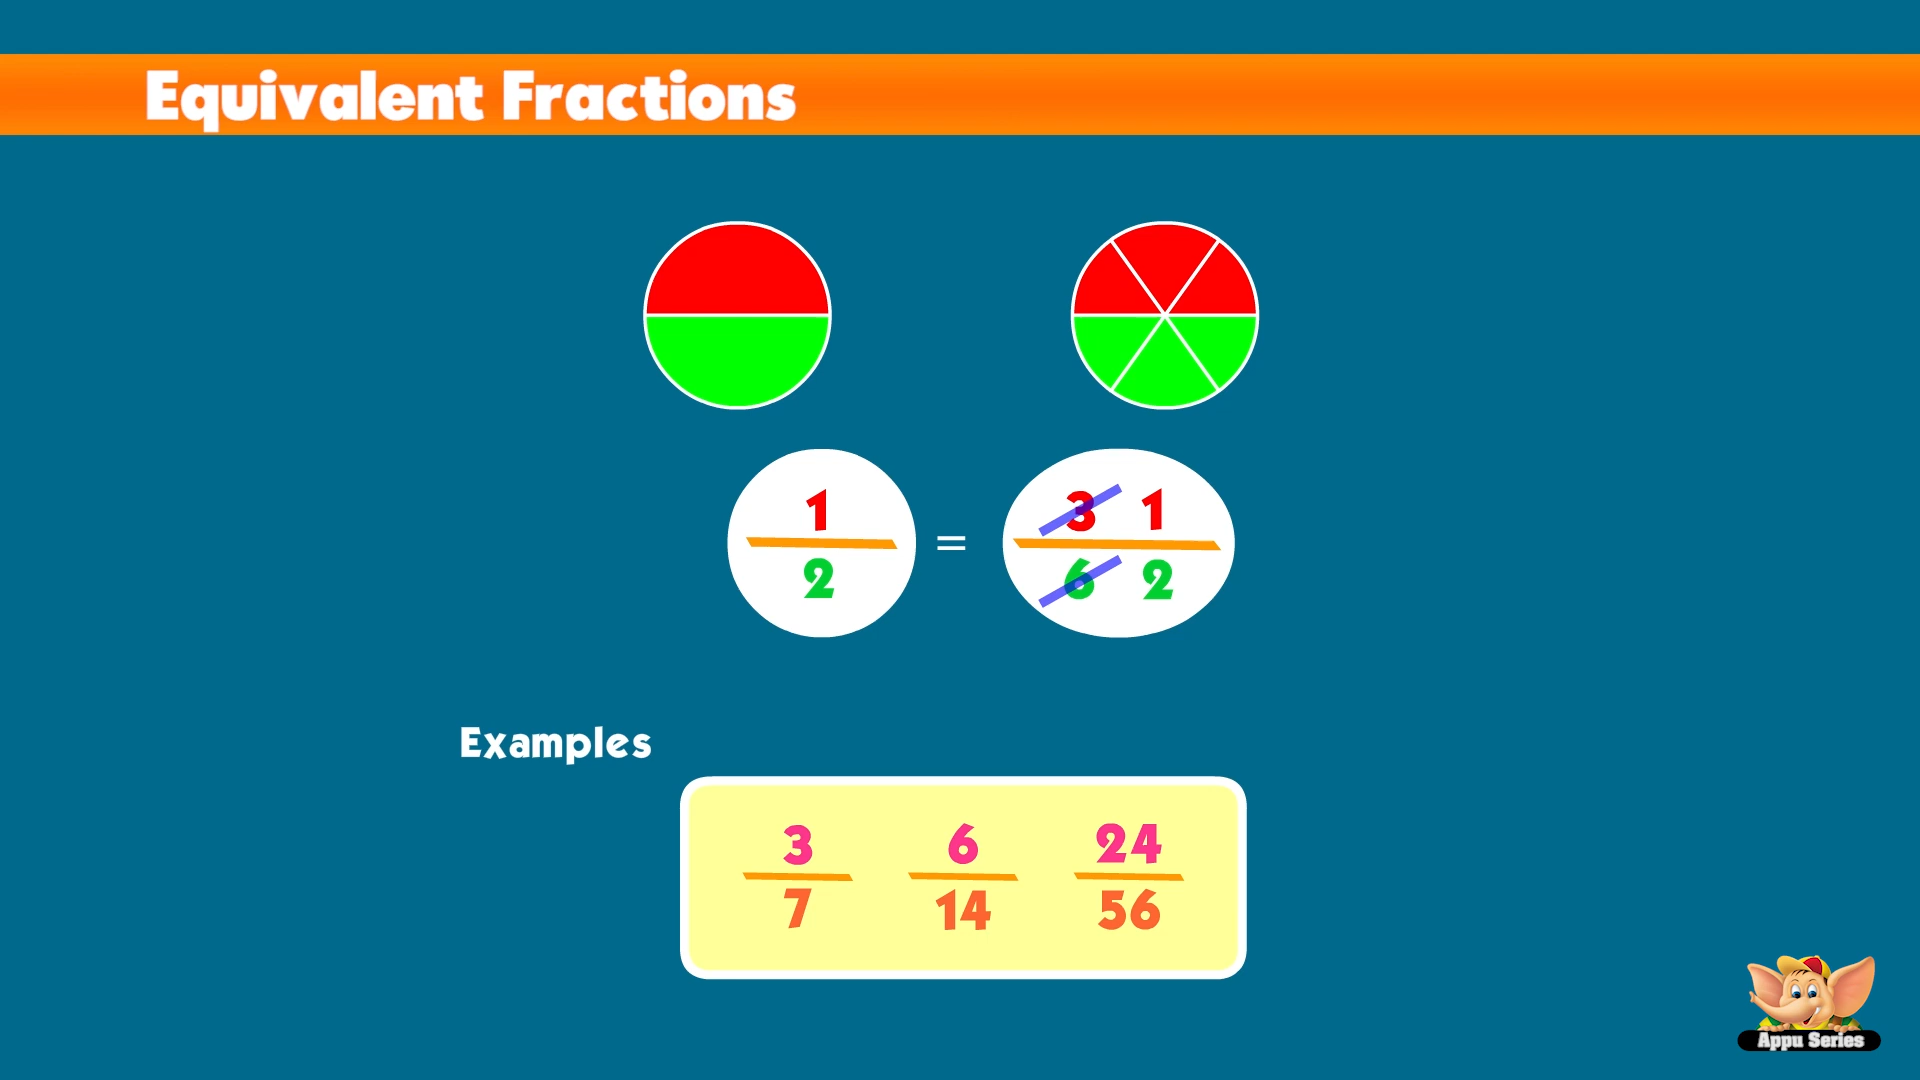 Equivalent Fractions
1 = 3 1
2 6 2
Examples
3 6 24
7 14 56
Appu Series